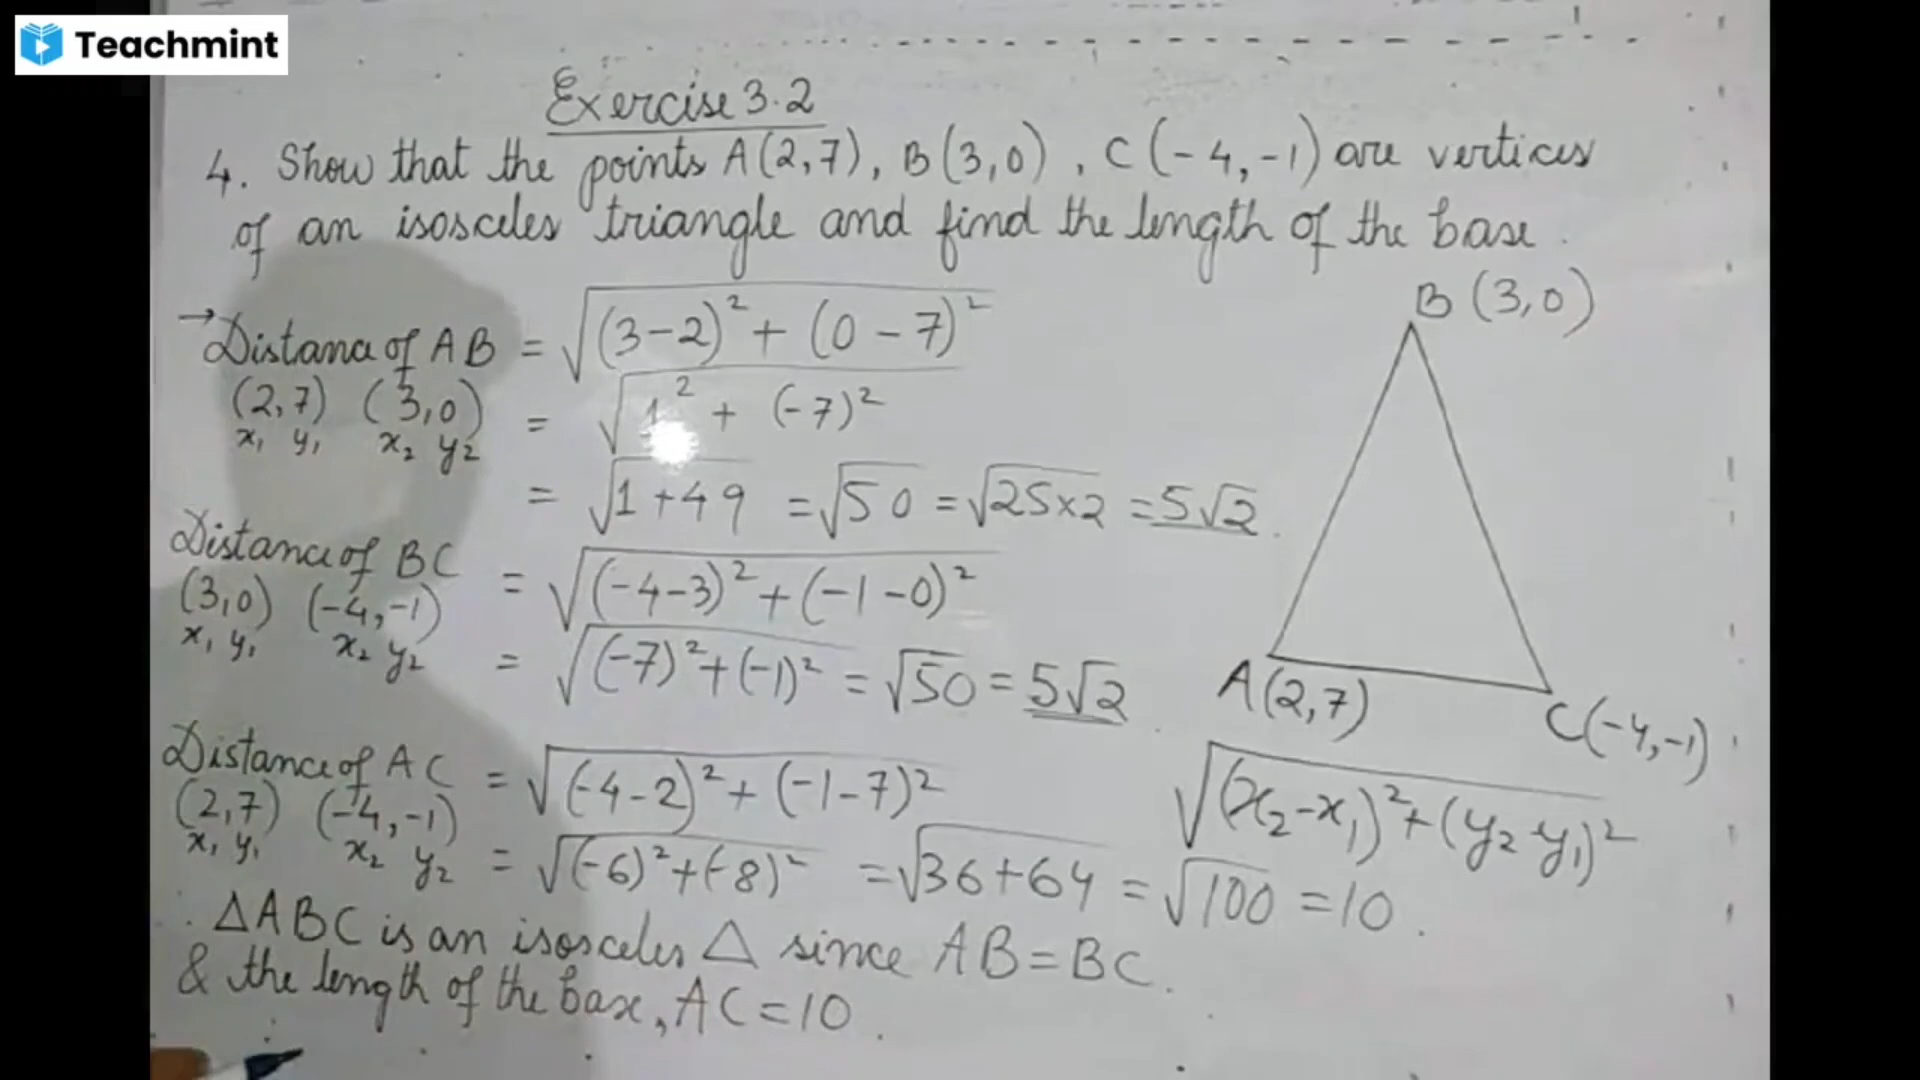 Teachmint
Exercise 3.2
4. Show that the points A(2,7), B(3,0), C(-4,-1) are vertices
of an isosceles triangle and find the length of the base.
B (3,0)
→ Distance of AB = √(3-2)² + (0-7)²
(2,7) (3,0) = √1² + (-7)²
x₁ y₁ x₂ y₂
= √1+49 = √50 = √25×2 = 5√2.
Distance of BC = √(-4-3)² + (-1-0)²
(3,0) (-4,-1)
x₁ y₁ x₂ y₂ = √(-7)² + (-1)² = √50 = 5√2.
A(2,7)
C(-4,-1)
Distance of AC = √(-4-2)² + (-1-7)²
√(x₂-x₁)² + (y₂-y₁)²
(2,7) (-4,-1)
x₁ y₁ x₂ y₂ = √(-6)² + (-8)² = √36+64 = √100 = 10.
∴ ΔABC is an isosceles Δ since AB = BC.
& the length of the base, AC = 10.